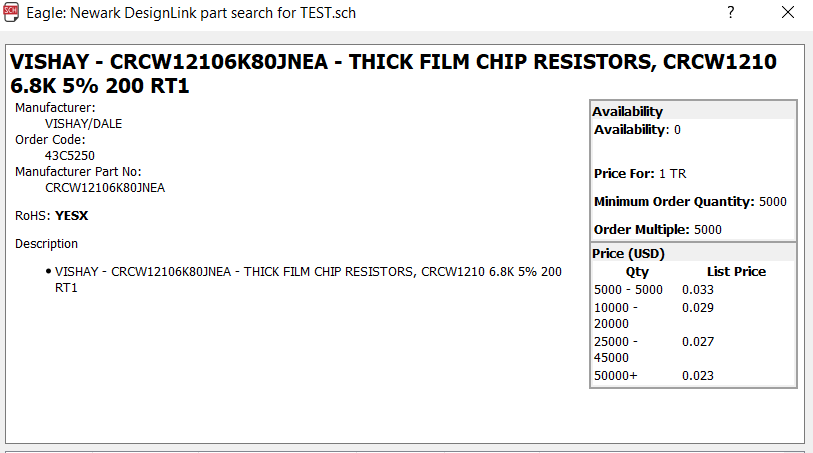 SCH
Eagle: Newark DesignLink part search for TEST.sch
VISHAY - CRCW12106K80JNEA - THICK FILM CHIP RESISTORS, CRCW1210
6.8K 5% 200 RT1
Manufacturer:
VISHAY/DALE
Order Code:
43C5250
Manufacturer Part No:
CRCW12106K80JNEA
RoHS: YESX
Description
• VISHAY - CRCW12106K80JNEA - THICK FILM CHIP RESISTORS, CRCW1210 6.8K 5% 200
RT1
Availability
Availability: 0
Price For: 1 TR
Minimum Order Quantity: 5000
Order Multiple: 5000
Price (USD)
Qty List Price
5000 - 5000 0.033
10000 - 0.029
20000
25000 - 0.027
45000
50000+ 0.023